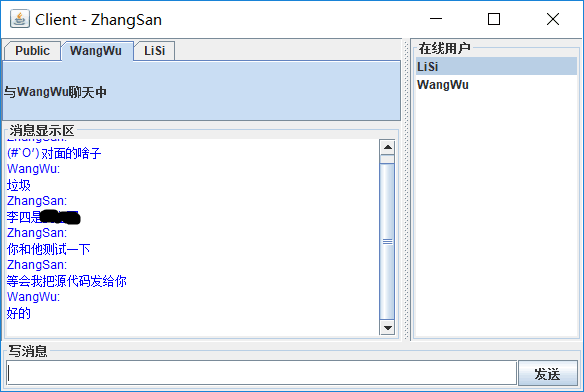 Client - ZhangSan
Public WangWu LiSi
与WangWu聊天中
消息显示区
ZhangSan:
(#`O′) 对面的啥子
WangWu:
垃圾
ZhangSan:
李四是
ZhangSan:
你和他测试一下
ZhangSan:
等会我把源代码发给你
WangWu:
好的
在线用户
LiSi
WangWu
写消息
发送